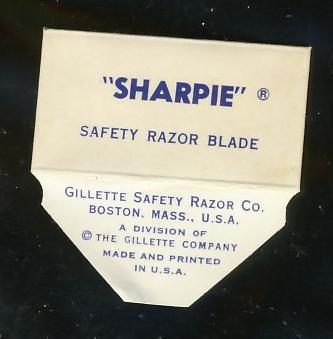 "SHARPIE" ®
SAFETY RAZOR BLADE
GILLETTE SAFETY RAZOR CO.
BOSTON, MASS., U.S.A.
A DIVISION OF
© THE GILLETTE COMPANY
MADE AND PRINTED
IN U.S.A.